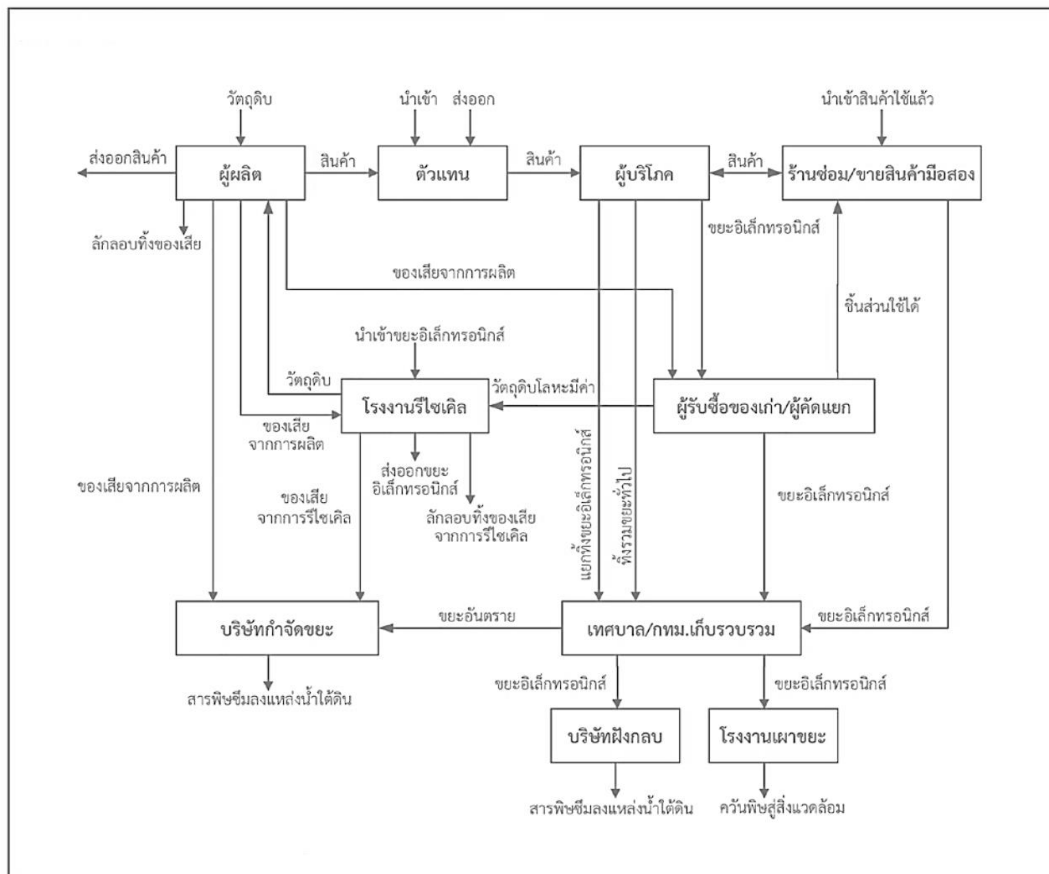 วัตถุดิบ
นำเข้า
ส่งออก
นำเข้าสินค้าใช้แล้ว
ส่งออกสินค้า
ผู้ผลิต
สินค้า
ตัวแทน
สินค้า
ผู้บริโภค
สินค้า
ร้านซ่อม/ขายสินค้ามือสอง
ลักลอบทิ้งของเสีย
ขยะอิเล็กทรอนิกส์
ของเสียจากการผลิต
ชิ้นส่วนใช้ได้
นำเข้าขยะอิเล็กทรอนิกส์
วัตถุดิบ
โรงงานรีไซเคิล
วัตถุดิบโลหะมีค่า
ผู้รับซื้อของเก่า/ผู้คัดแยก
ของเสีย
จากการผลิต
ส่งออกขยะ
อิเล็กทรอนิกส์
ของเสียจากการผลิต
ของเสีย
จากการรีไซเคิล
ลักลอบทิ้งของเสีย
จากการรีไซเคิล
แยกทิ้งขยะอิเล็กทรอนิกส์
ทิ้งรวมขยะทั่วไป
ขยะอิเล็กทรอนิกส์
บริษัทกำจัดขยะ
ขยะอันตราย
เทศบาล/กทม.เก็บรวบรวม
ขยะอิเล็กทรอนิกส์
สารพิษซึมลงแหล่งน้ำใต้ดิน
ขยะอิเล็กทรอนิกส์
ขยะอิเล็กทรอนิกส์
บริษัทฝังกลบ
โรงงานเผาขยะ
สารพิษซึมลงแหล่งน้ำใต้ดิน
ควันพิษสู่สิ่งแวดล้อม